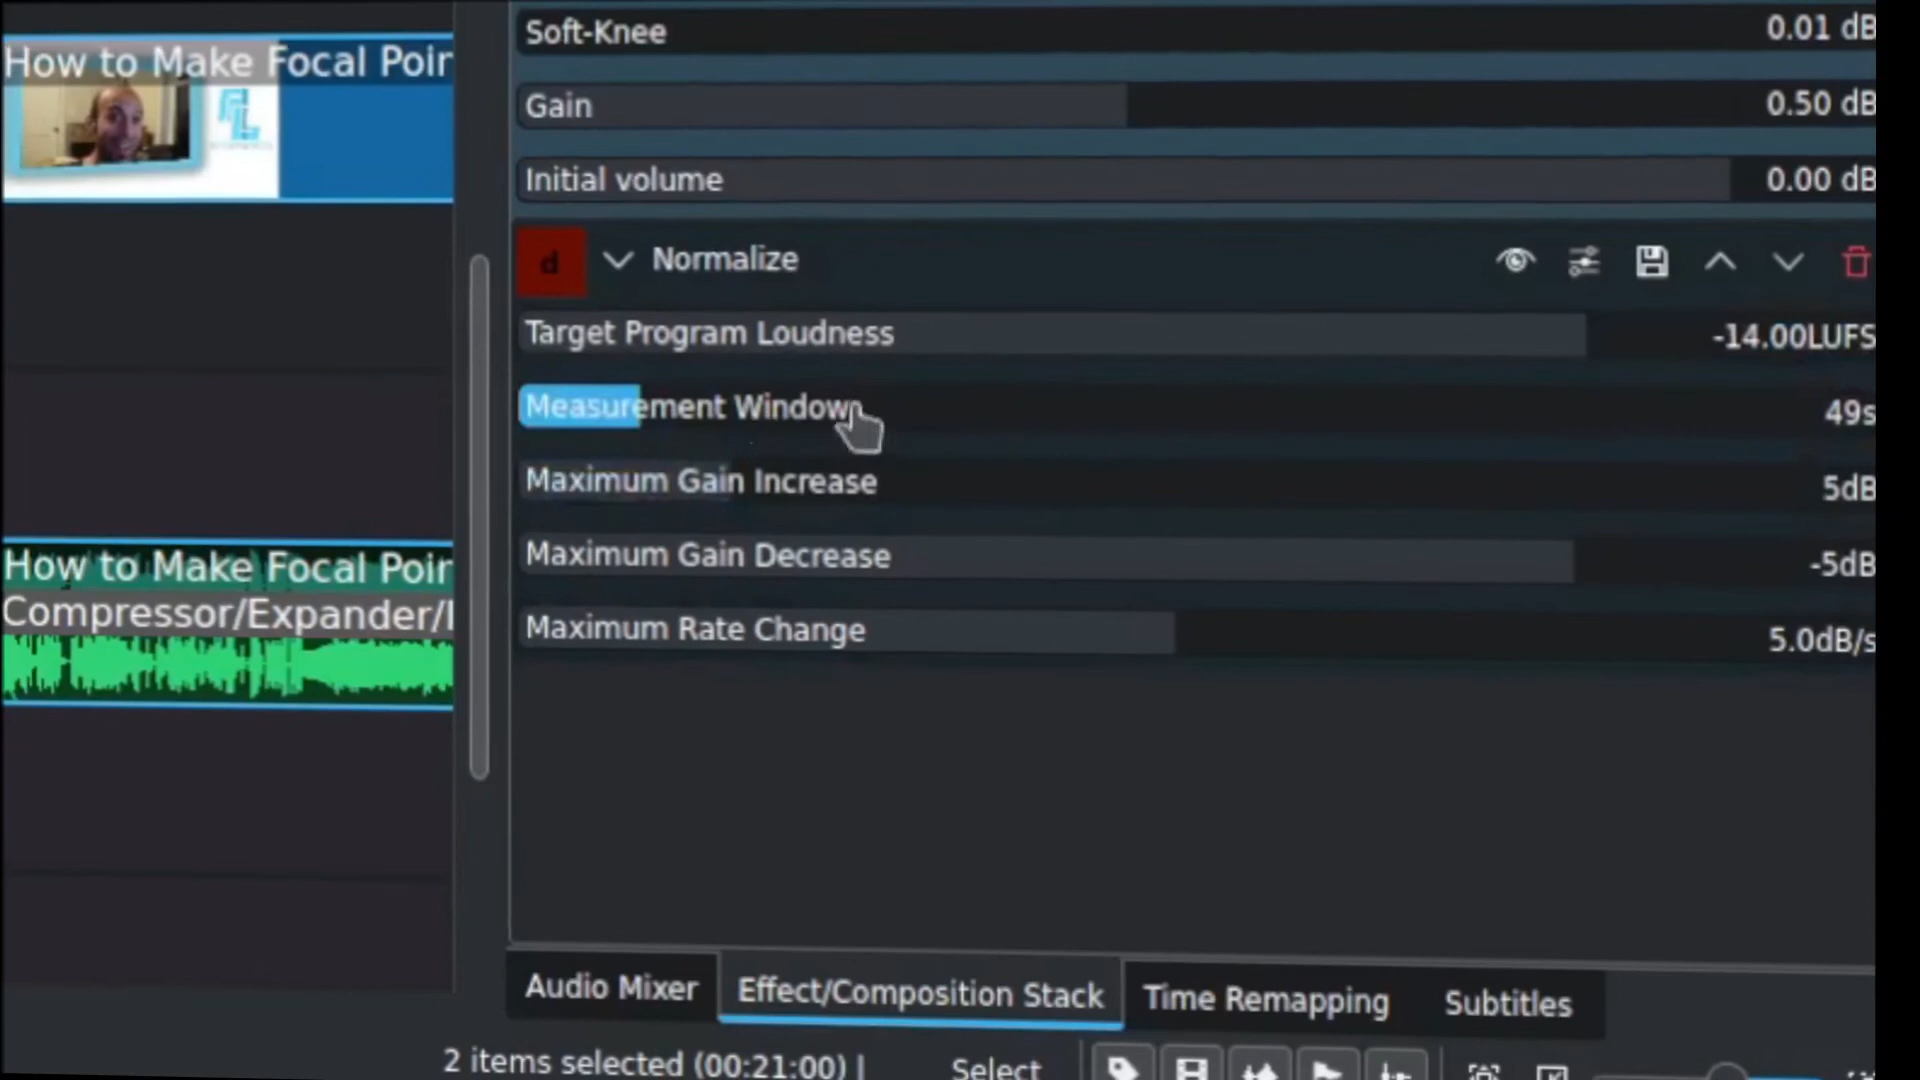 How to Make Focal Poin
How to Make Focal Poin
Compressor/Expander/
Soft-Knee 0.01 dB
Gain 0.50 dB
Initial volume 0.00 dB
d Normalize
Target Program Loudness -14.00LUFS
Measurement Window 49s
Maximum Gain Increase 5dB
Maximum Gain Decrease -5dB
Maximum Rate Change 5.0dB/s
Audio Mixer Effect/Composition Stack Time Remapping Subtitles
2 items selected (00:21:00) | Select